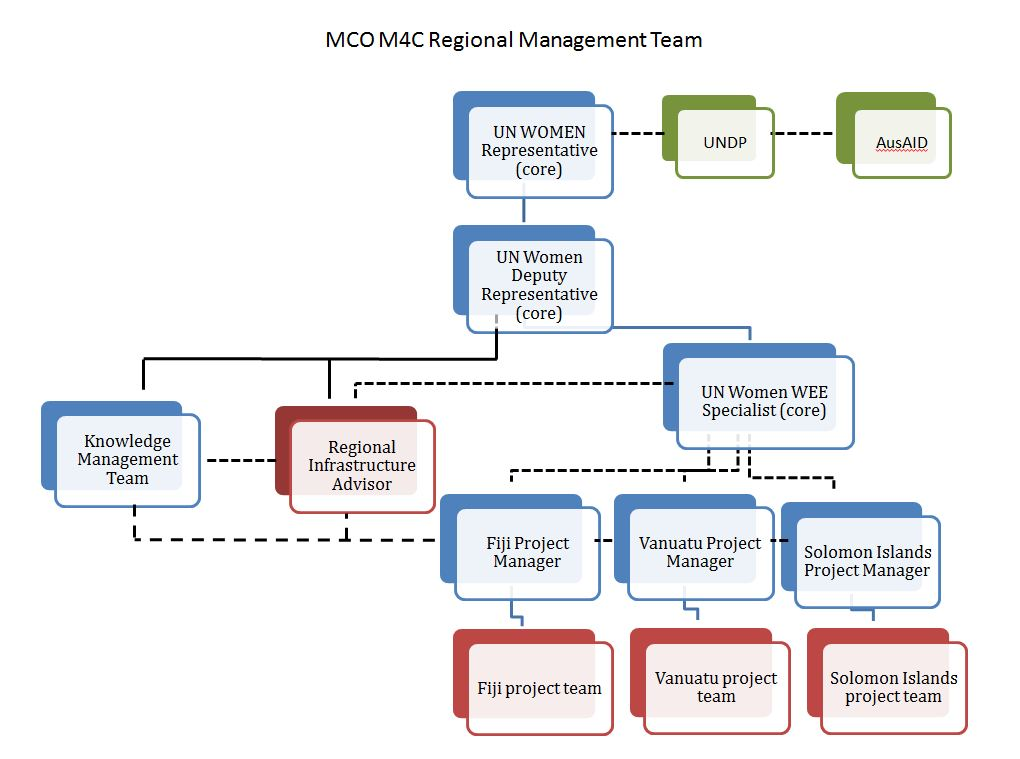 MCO M4C Regional Management Team
UN WOMEN
Representative
(core)
UNDP
AusAID
UN Women
Deputy
Representative
(core)
UN Women WEE
Specialist (core)
Knowledge
Management
Team
Regional
Infrastructure
Advisor
Fiji Project
Manager
Vanuatu Project
Manager
Solomon Islands
Project Manager
Fiji project team
Vanuatu project
team
Solomon Islands
project team